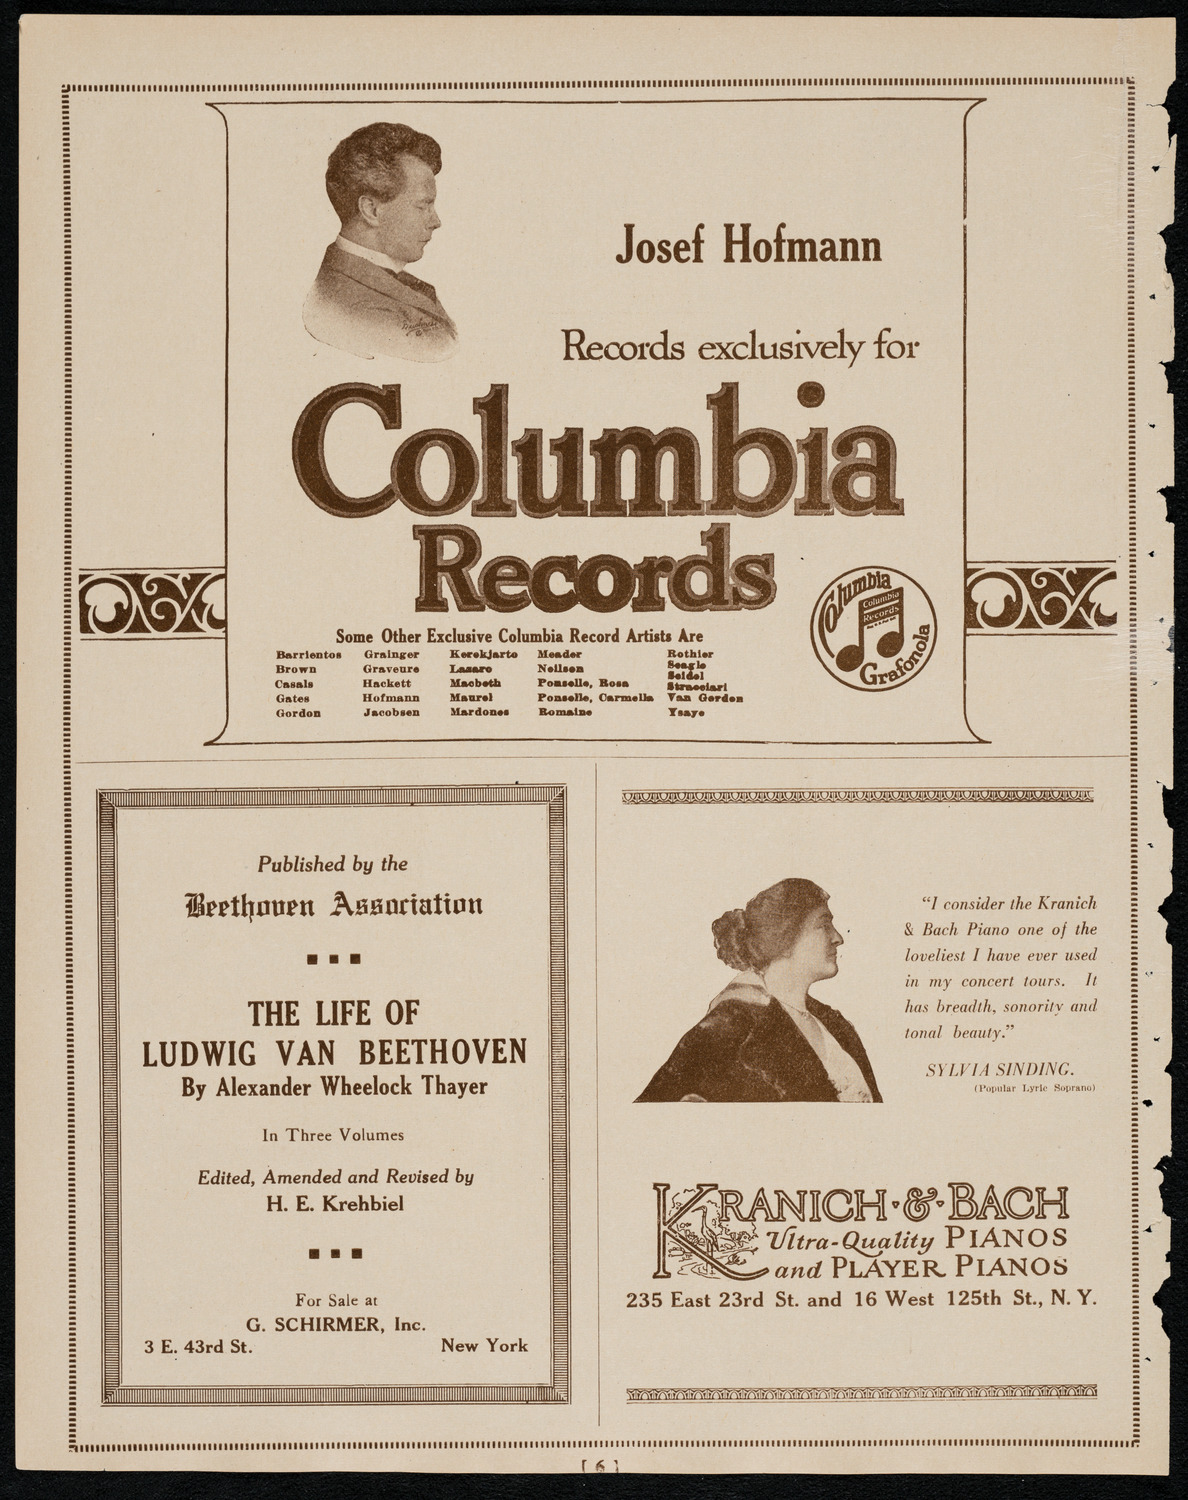 Josef Hofmann
Records exclusively for
Columbia
Records
Columbia
Columbia
Records
Grafonola
Some Other Exclusive Columbia Record Artists Are
Barrientos Grainger Kerekjarto Meader Rothier
Brown Graveure Lazaro Neilsen Seagle
Casals Hackett Macbeth Ponselle, Rosa Seidel
Gates Hofmann Maurel Ponselle, Carmella Stracciari
Gordon Jacobsen Mardones Romaine Van Gordon
Ysaye
Published by the
Beethoven Association
THE LIFE OF
LUDWIG VAN BEETHOVEN
By Alexander Wheelock Thayer
In Three Volumes
Edited, Amended and Revised by
H. E. Krehbiel
For Sale at
G. SCHIRMER, Inc.
3 E. 43rd St. New York
"I consider the Kranich
& Bach Piano one of the
loveliest I have ever used
in my concert tours. It
has breadth, sonority and
tonal beauty."
SYLVIA SINDING.
(Popular Lyric Soprano)
KRANICH·&·BACH
Ultra-Quality PIANOS
and PLAYER PIANOS
235 East 23rd St. and 16 West 125th St., N. Y.
[ 6 ]